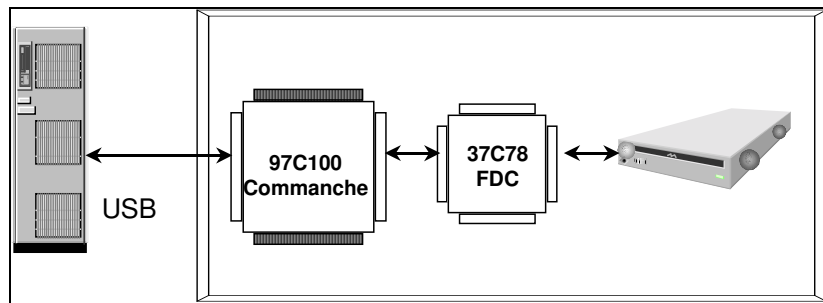 USB
97C100
Commanche
37C78
FDC